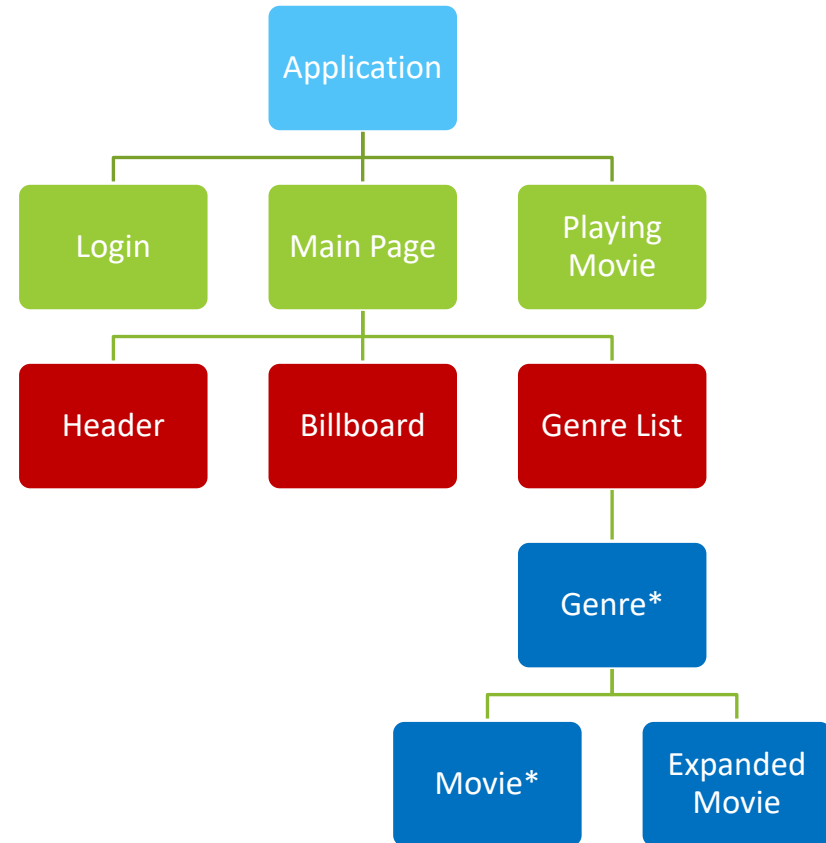 Application
Login
Main Page
Playing
Movie
Header
Billboard
Genre List
Genre*
Movie*
Expanded
Movie